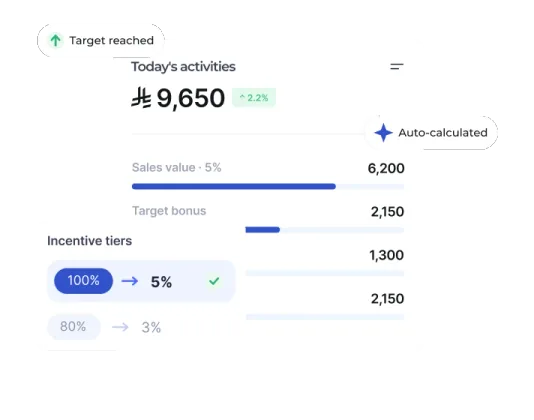 Target reached
Today's activities
⃁ 9,650 ^ 2.2%
Auto-calculated
Sales value · 5% 6,200
Target bonus 2,150
1,300
2,150
Incentive tiers
100% → 5%
80% → 3%